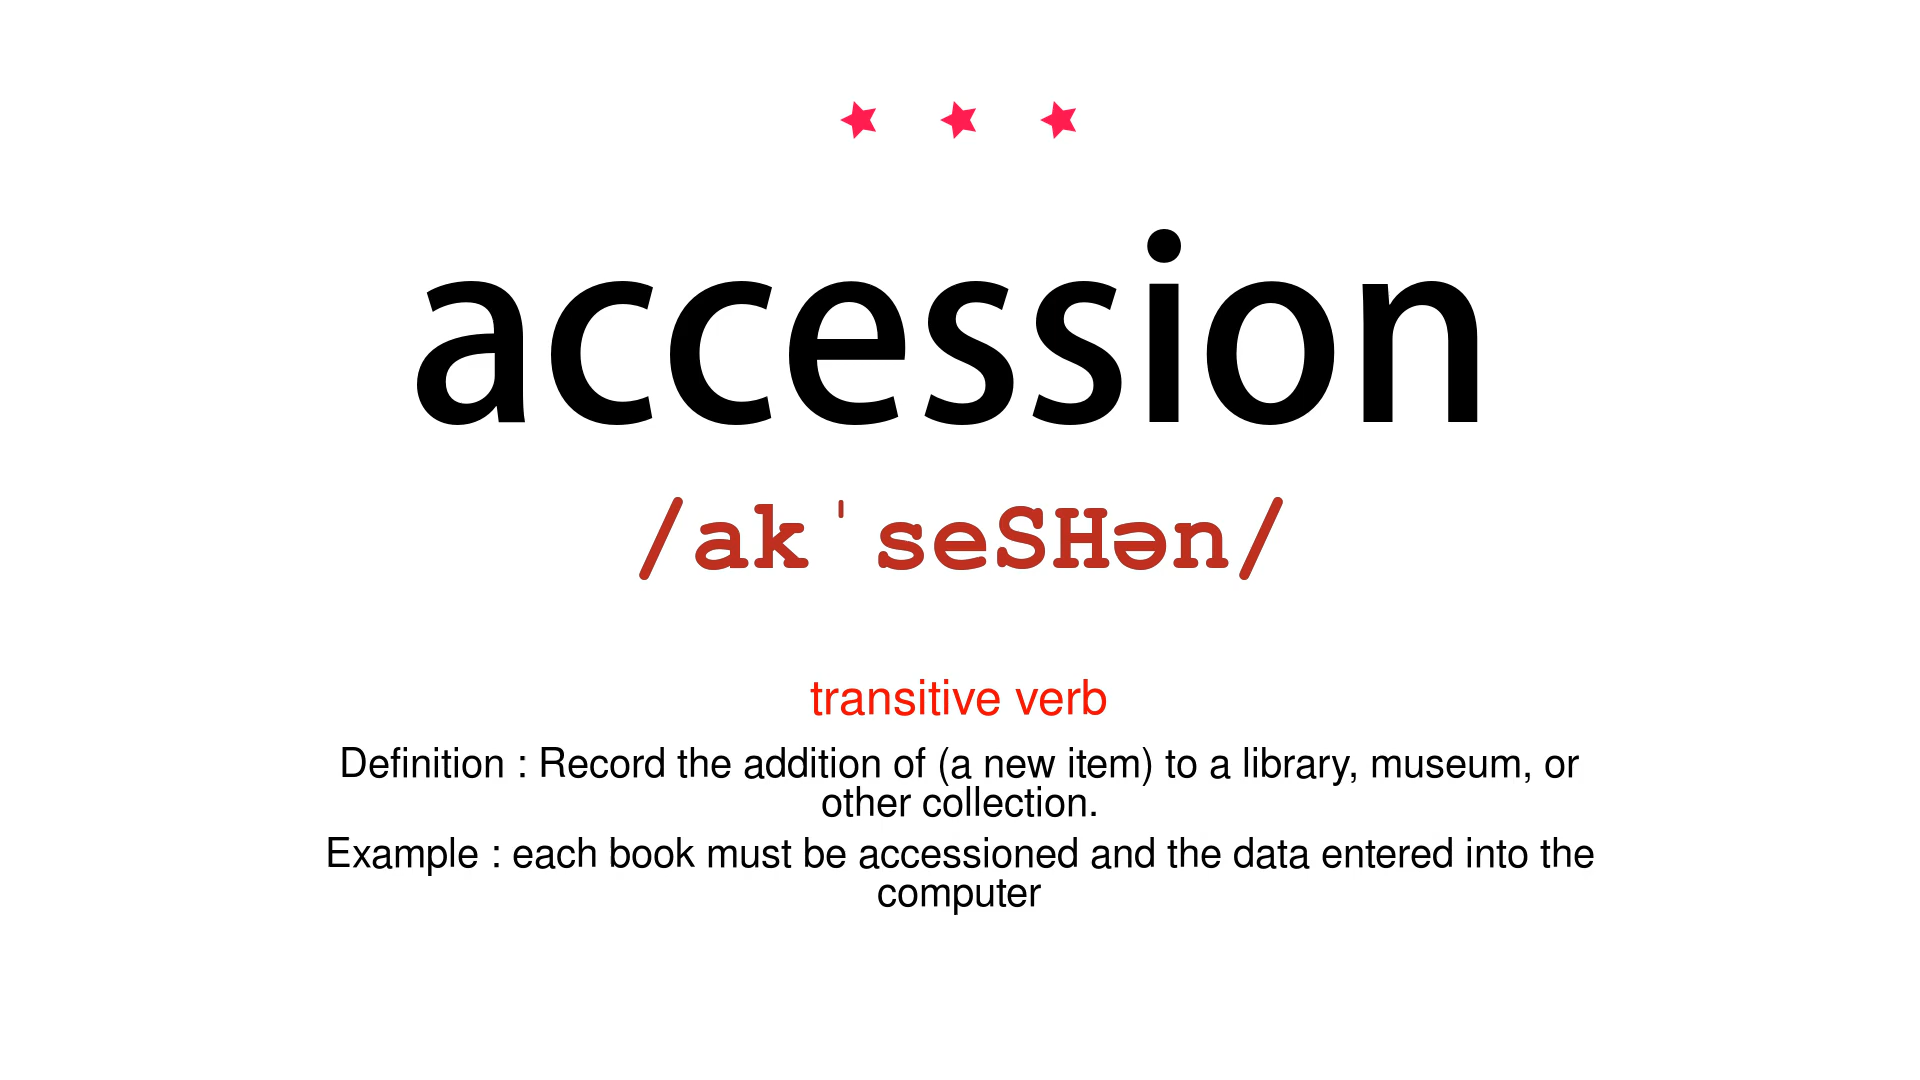 accession
/akˈseSHən/
transitive verb
Definition : Record the addition of (a new item) to a library, museum, or
other collection.
Example : each book must be accessioned and the data entered into the
computer